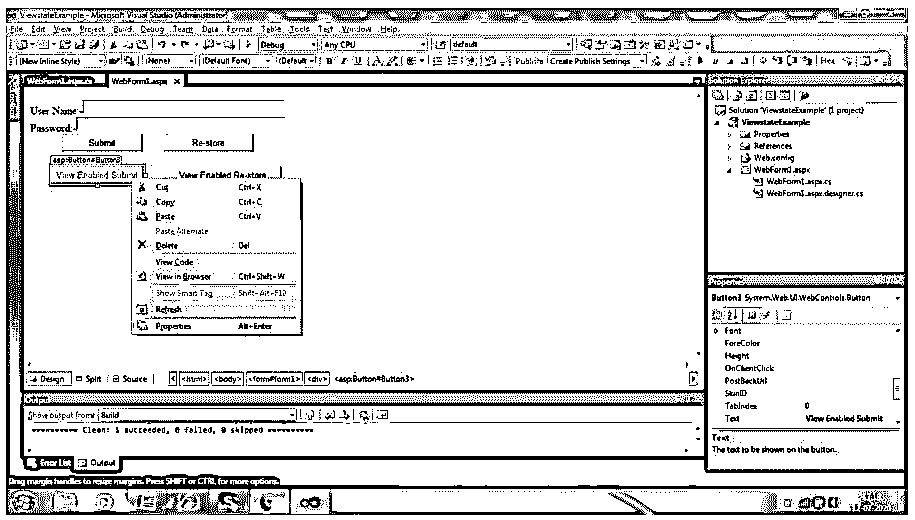 ViewstateExample - Microsoft Visual Studio (Administrator)
File Edit View Project Build Debug Team Data Format Table Tools Test Window Help
Debug Any CPU default
(New Inline Style) (None) (Default Font) (Default Publish: Create Publish Settings Hex
WebForm1.aspx.cs WebForm1.aspx ×
Solution Explorer
User Name:
Password:
Submit Re-store
asp:Button#Button3
View Enabled Submit View Enabled Re-store
Cut Ctrl+X
Copy Ctrl+C
Paste Ctrl+V
Paste Alternate
Delete Del
View Code
View in Browser Ctrl+Shift+W
Show Smart Tag Shift+Alt+F10
Refresh
Properties Alt+Enter
Solution 'ViewstateExample' (1 project)
ViewstateExample
Properties
References
Web.config
WebForm1.aspx
WebForm1.aspx.cs
WebForm1.aspx.designer.cs
Properties
Button3 System.Web.UI.WebControls.Button
Font
ForeColor
Height
OnClientClick
PostBackUrl
SkinID
TabIndex 0
Text View Enabled Submit
Text
The text to be shown on the button.
Design Split Source <html> <body> <form#form1> <div> <asp:Button#Button3>
Output
Show output from: Build
========== Clean: 1 succeeded, 0 failed, 0 skipped ==========
Error List Output
Drag margin handles to resize margins. Press SHIFT or CTRL for more options.